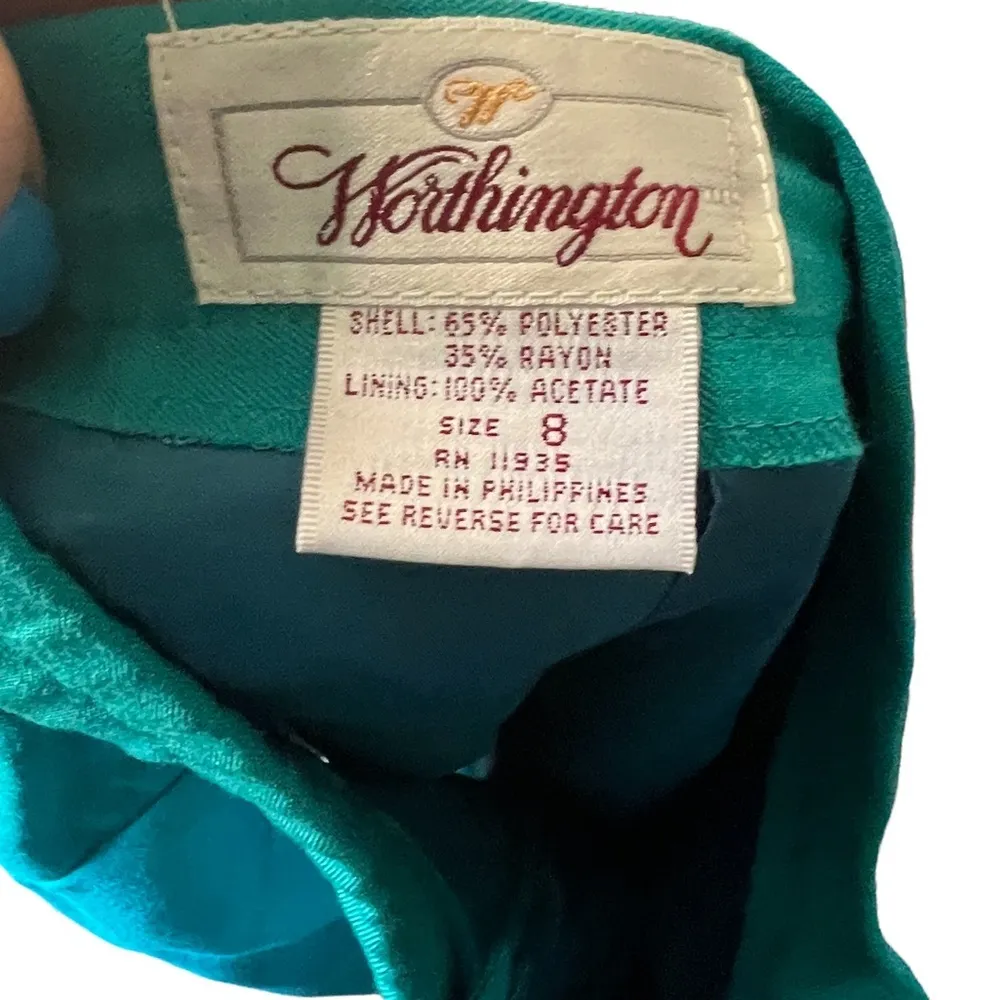 W
Worthington
SHELL: 65% POLYESTER
35% RAYON
LINING: 100% ACETATE
SIZE 8
RN 11935
MADE IN PHILIPPINES
SEE REVERSE FOR CARE